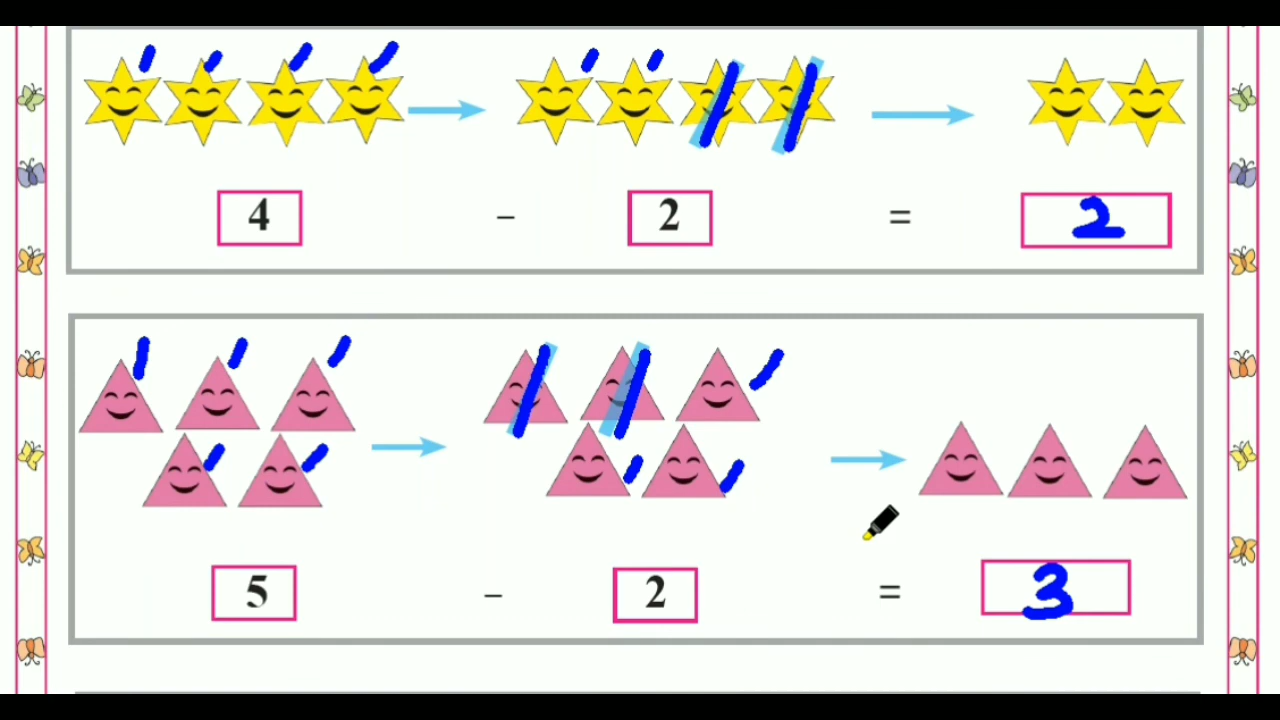 4 – 2 = 2
5 – 2 = 3